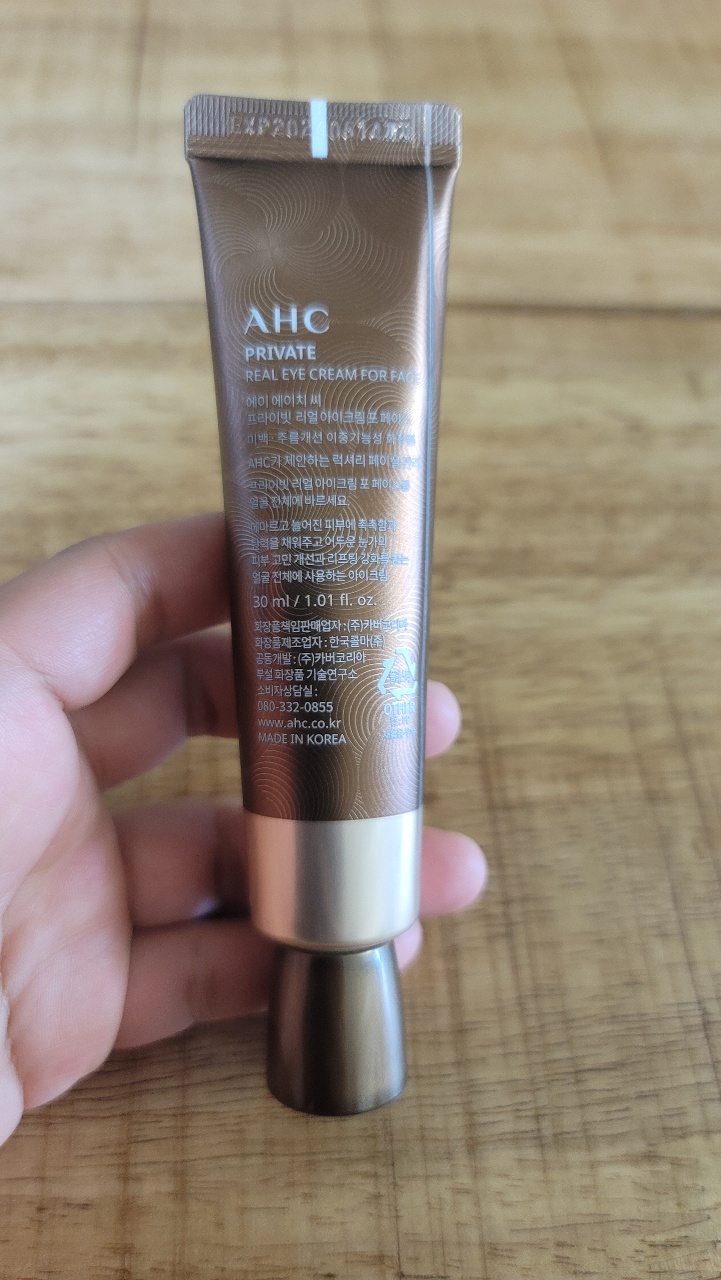 AHC
PRIVATE
REAL EYE CREAM FOR FACE
에이 에이치 씨
프라이빗 리얼 아이크림 포 페이스
미백 · 주름개선 이중기능성 화장품
AHC가 제안하는 럭셔리 페이셜
프라이빗 리얼 아이크림 포 페이스를
얼굴 전체에 바르세요.
메마르고 늘어진 피부에 촉촉함과
탄력을 채워주고 어두운 눈가의
피부 고민 개선과 리프팅 강화를
얼굴 전체에 사용하는 아이크림
30 ml / 1.01 fl. oz.
화장품책임판매업자 : (주)카버코리아
화장품제조업자 : 한국콜마(주)
공동개발 : (주)카버코리아
부설 화장품 기술연구소
소비자상담실 :
080-332-0855
www.ahc.co.kr
MADE IN KOREA
OTHER